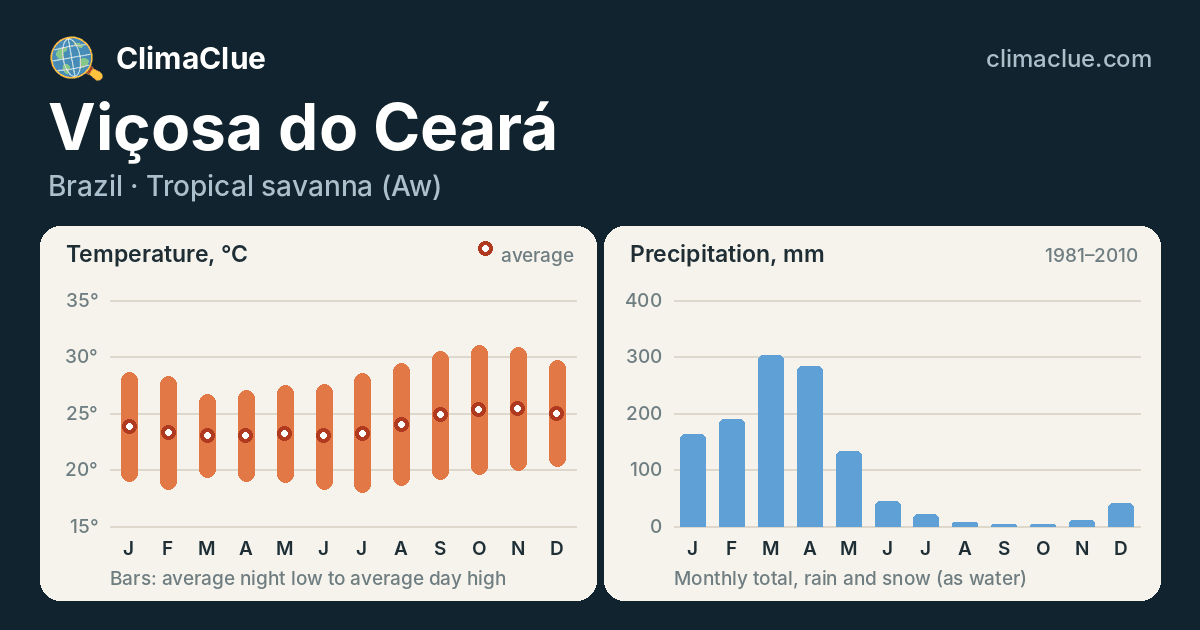 ClimaClue
climaclue.com
Viçosa do Ceará
Brazil · Tropical savanna (Aw)
Temperature, °C
average
35°
30°
25°
20°
15°
J F M A M J J A S O N D
Bars: average night low to average day high
Precipitation, mm
1981–2010
400
300
200
100
0
J F M A M J J A S O N D
Monthly total, rain and snow (as water)